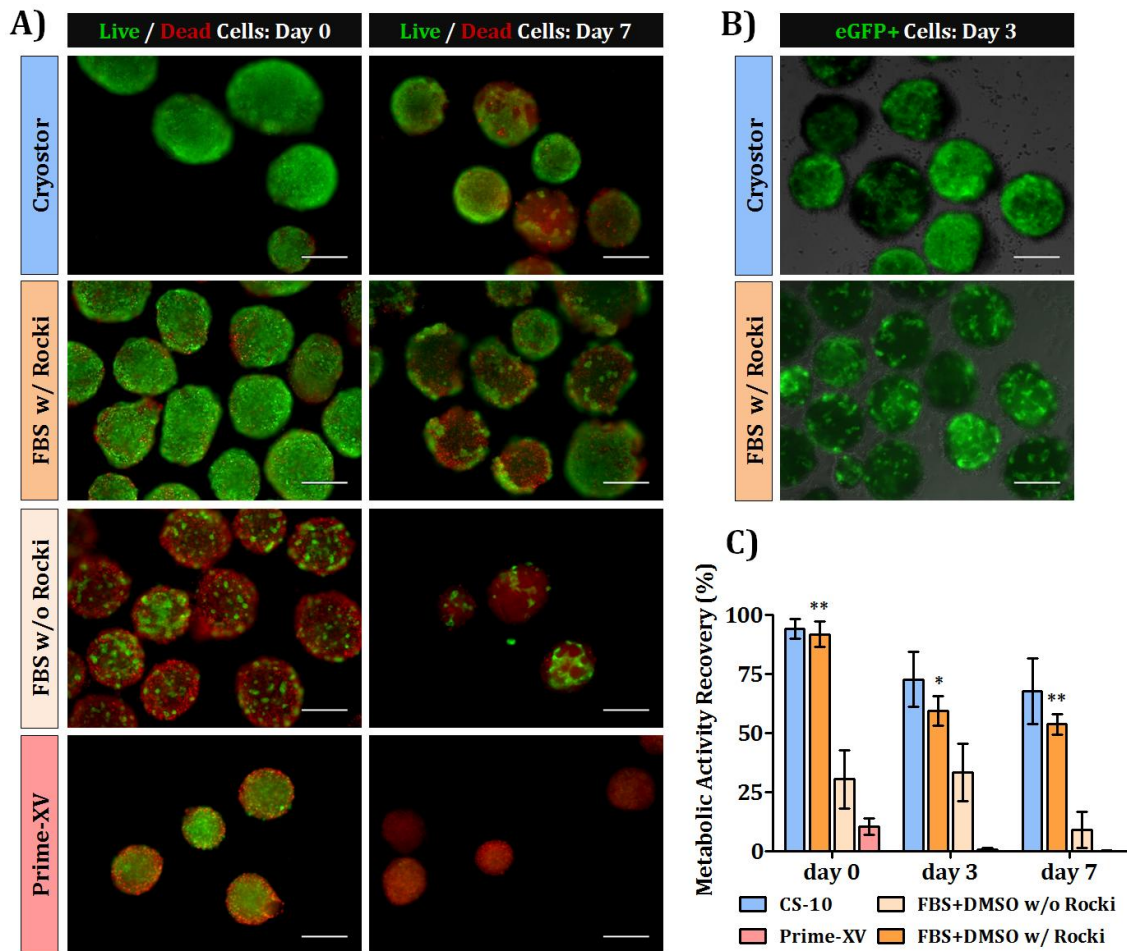 A)
Live / Dead Cells: Day 0
Live / Dead Cells: Day 7
Cryostor
FBS w/ Rocki
FBS w/o Rocki
Prime-XV
B)
eGFP+ Cells: Day 3
Cryostor
FBS w/ Rocki
C)
Metabolic Activity Recovery (%)
100
75
50
25
0
**
*
**
day 0
day 3
day 7
CS-10
FBS+DMSO w/o Rocki
Prime-XV
FBS+DMSO w/ Rocki